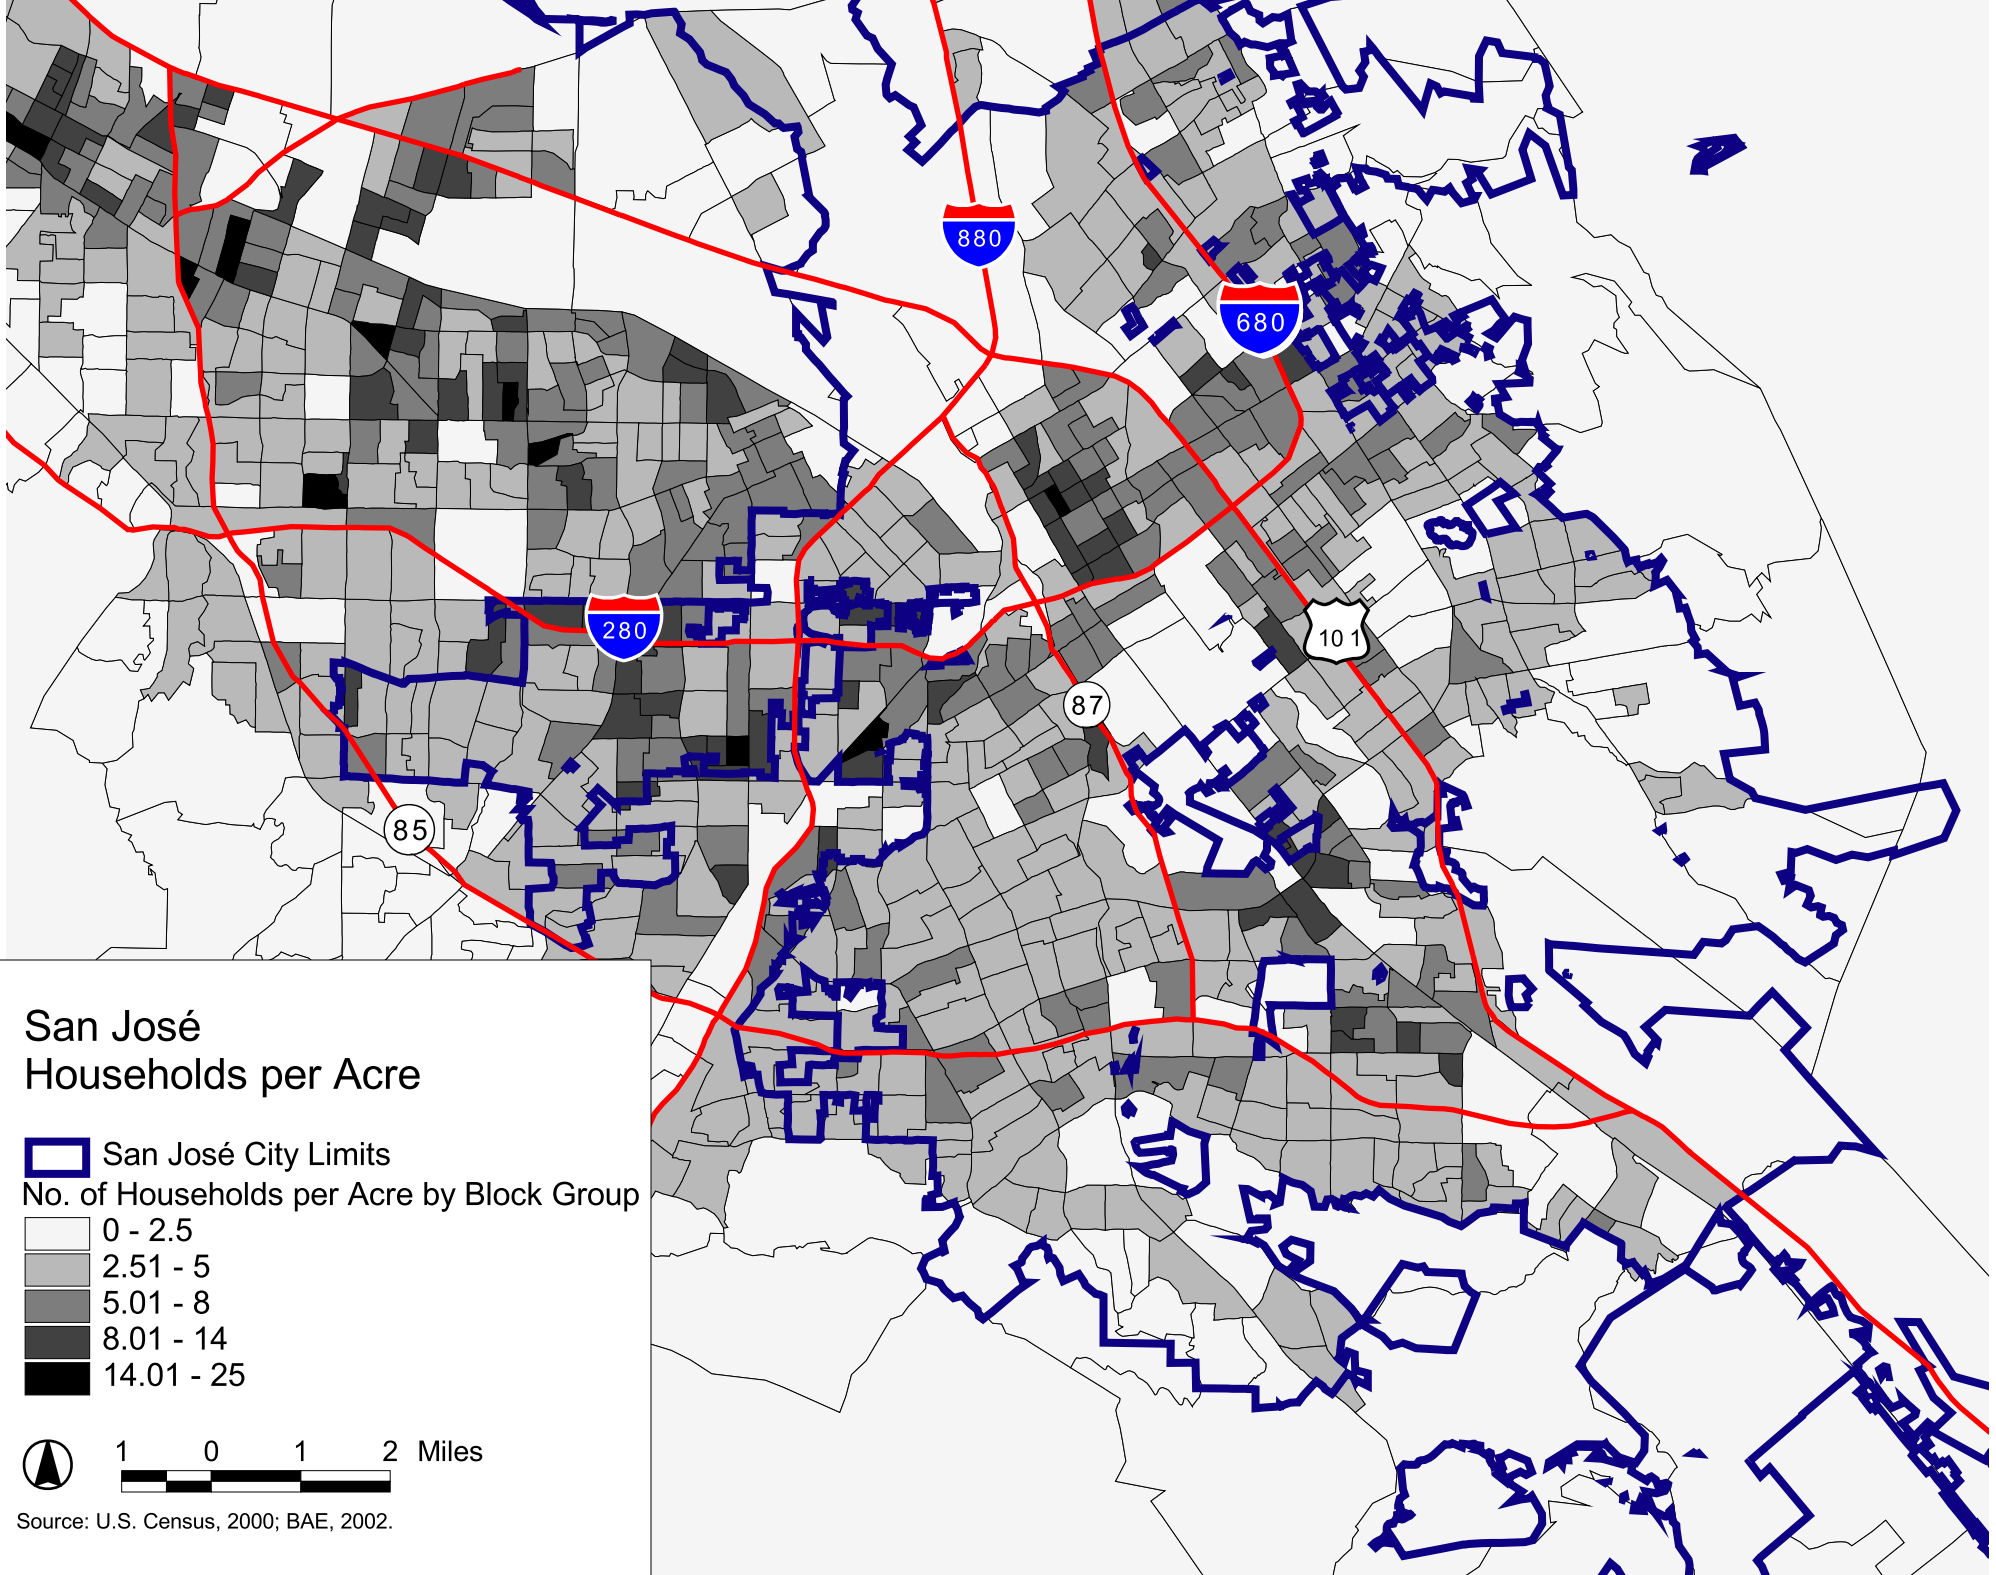 880
680
280
101
87
85
San José
Households per Acre
San José City Limits
No. of Households per Acre by Block Group
0 - 2.5
2.51 - 5
5.01 - 8
8.01 - 14
14.01 - 25
1 0 1 2 Miles
Source: U.S. Census, 2000; BAE, 2002.